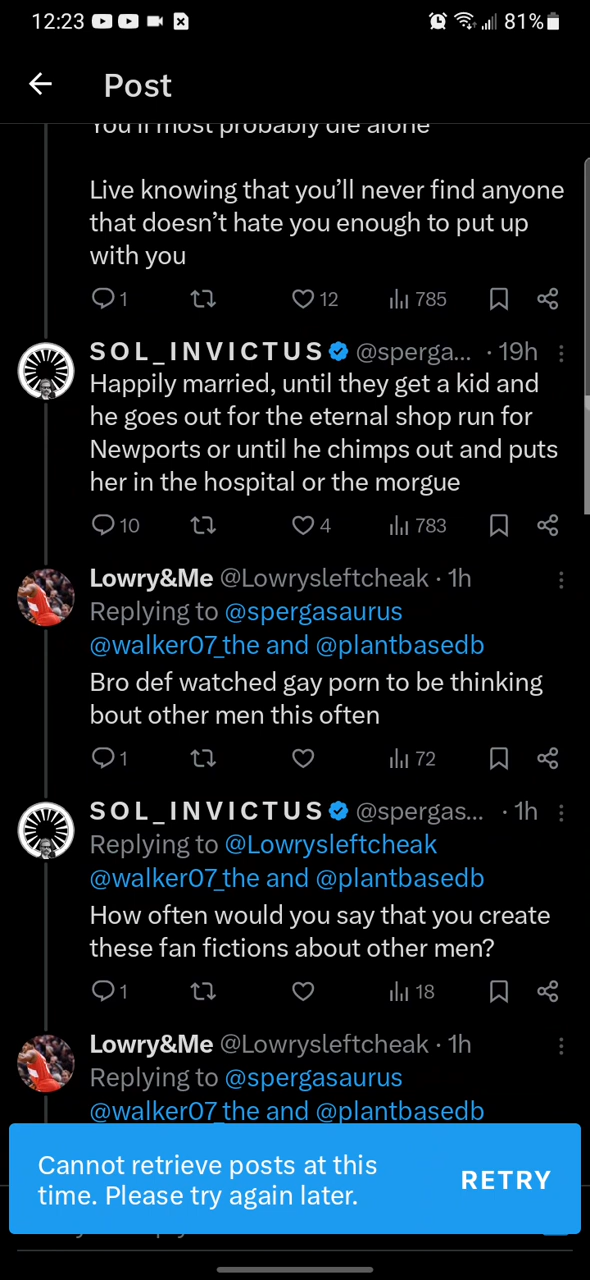 12:23
81%
Post
You'll most probably die alone
Live knowing that you’ll never find anyone
that doesn’t hate you enough to put up
with you
1
12
785
SOL_INVICTUS @sperga... · 19h
Happily married, until they get a kid and
he goes out for the eternal shop run for
Newports or until he chimps out and puts
her in the hospital or the morgue
10
4
783
Lowry&Me @Lowrysleftcheak · 1h
Replying to @spergasaurus
@walker07_the and @plantbasedb
Bro def watched gay porn to be thinking
bout other men this often
1
72
SOL_INVICTUS @spergas... · 1h
Replying to @Lowrysleftcheak
@walker07_the and @plantbasedb
How often would you say that you create
these fan fictions about other men?
1
18
Lowry&Me @Lowrysleftcheak · 1h
Replying to @spergasaurus
@walker07_the and @plantbasedb
Cannot retrieve posts at this
time. Please try again later.
RETRY